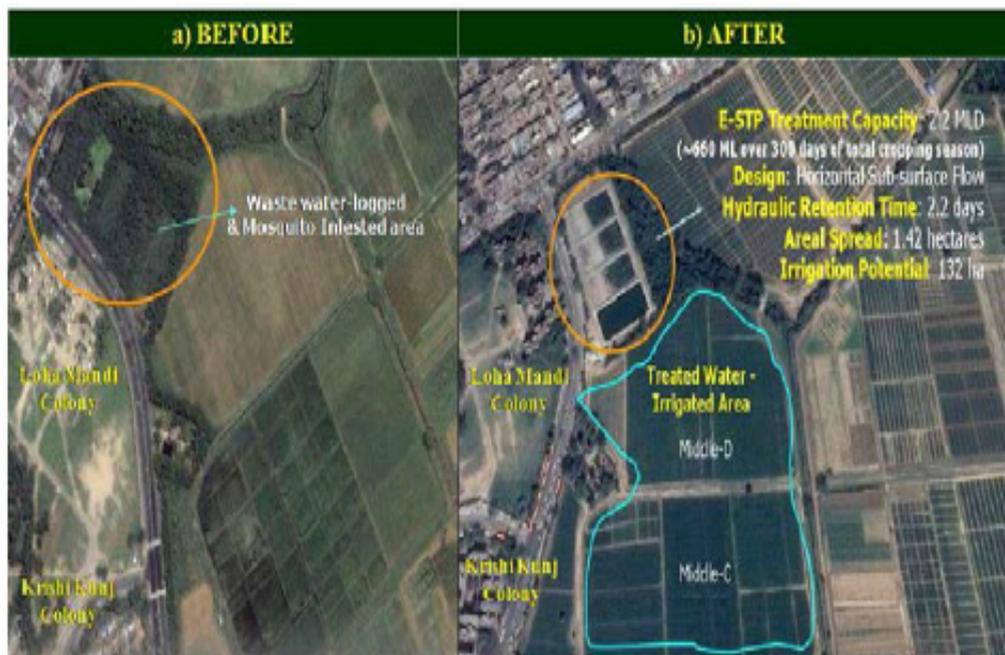 a) BEFORE
Waste water-logged
& Mosquito Infested area
Loha Mandi
Colony
Krishi Kunj
Colony
b) AFTER
E-STP Treatment Capacity: 2.2 MLD
(~660 ML over 300 days of total cropping season)
Design: Horizontal Sub-surface Flow
Hydraulic Retention Time: 2.2 days
Areal Spread: 1.42 hectares
Irrigation Potential: 132 ha
Loha Mandi
Colony
Treated Water -
Irrigated Area
Middle-D
Krishi Kunj
Colony
Middle-C